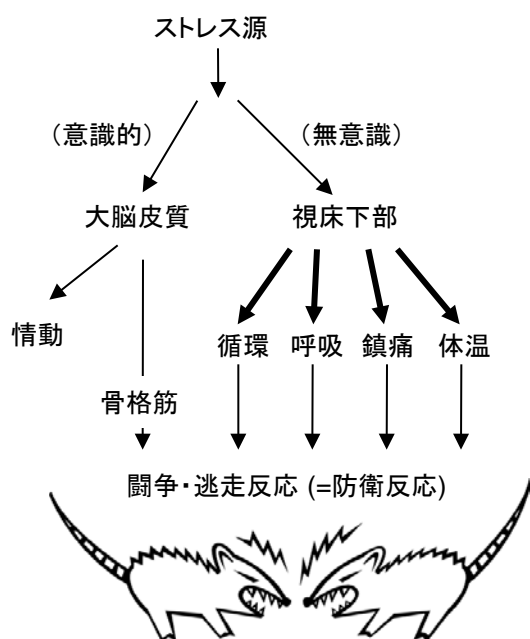 ストレス源
（意識的） （無意識）
大脳皮質 視床下部
情動 循環 呼吸 鎮痛 体温
骨格筋
闘争・逃走反応 (=防衛反応)